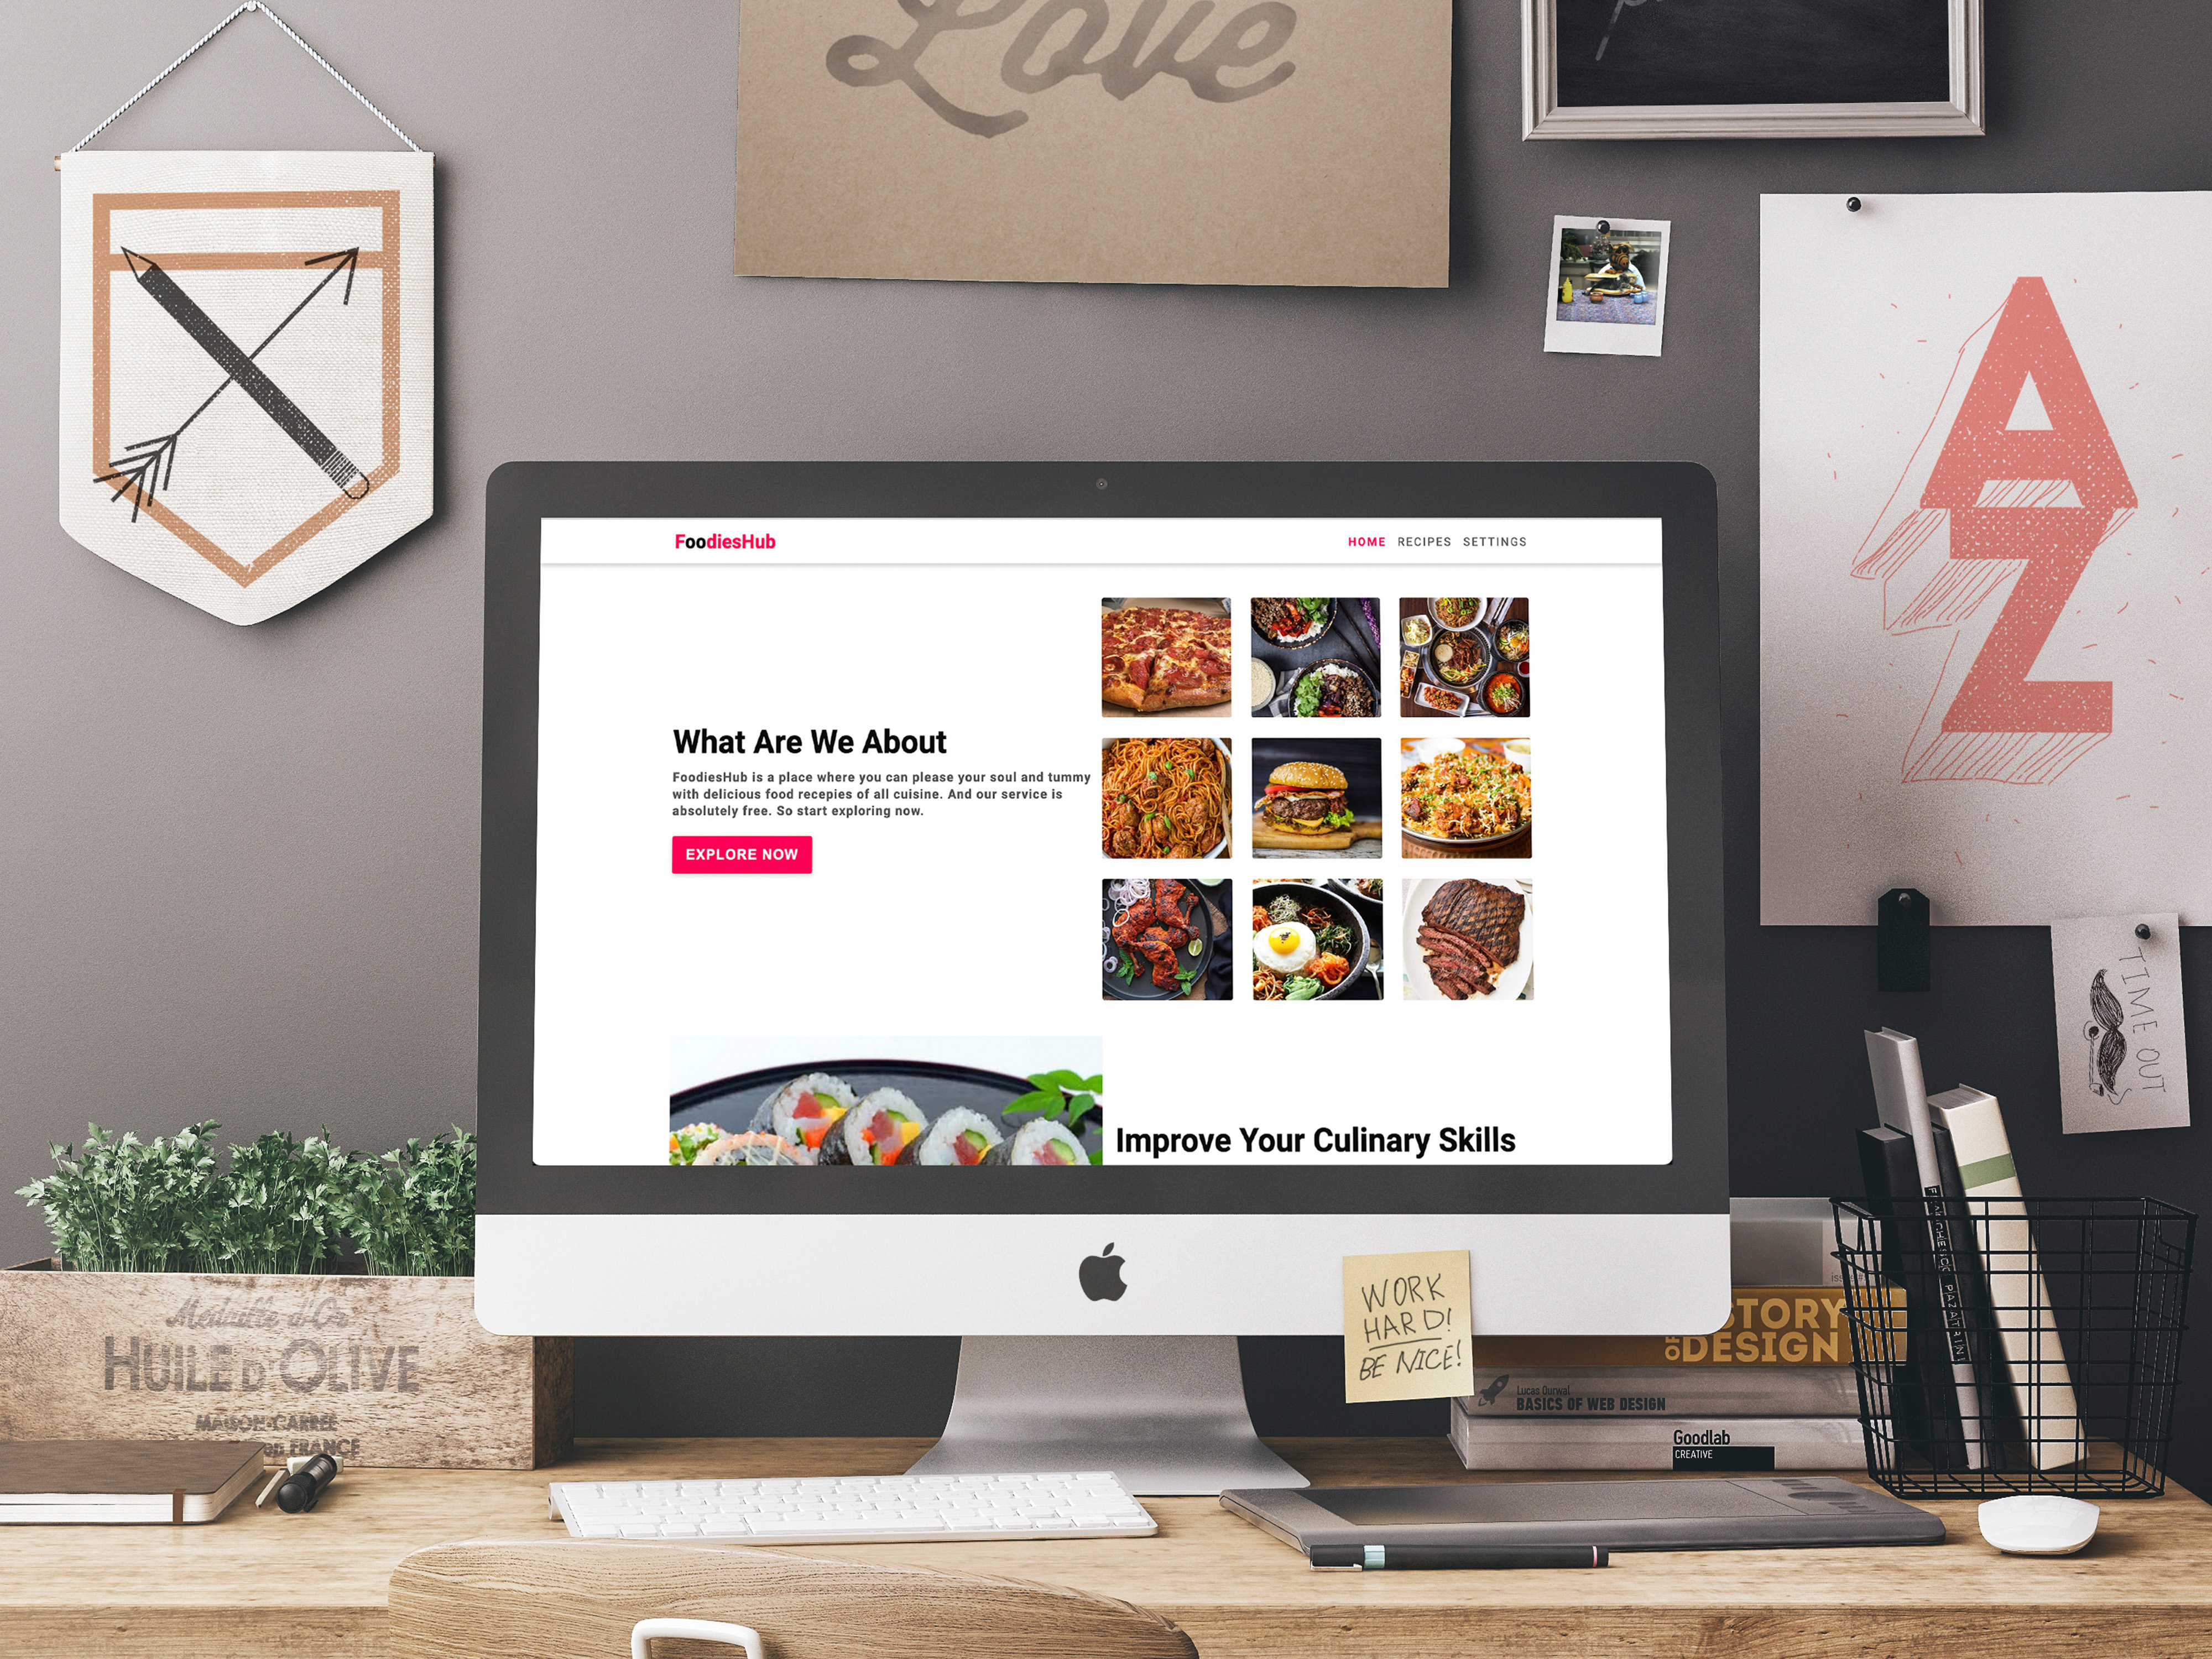 Love
A
Z
FoodiesHub
HOME RECIPES SETTINGS
What Are We About
FoodiesHub is a place where you can please your soul and tummy
with delicious food recepies of all cuisine. And our service is
absolutely free. So start exploring now.
EXPLORE NOW
Improve Your Culinary Skills
TIME OUT
WORK
HARD!
BE NICE!
Medaille d'Or
HUILE D'OLIVE
MAISON-CARREE
en FRANCE
STORY
OF DESIGN
Lucas Ourwal
BASICS OF WEB DESIGN
Goodlab
CREATIVE